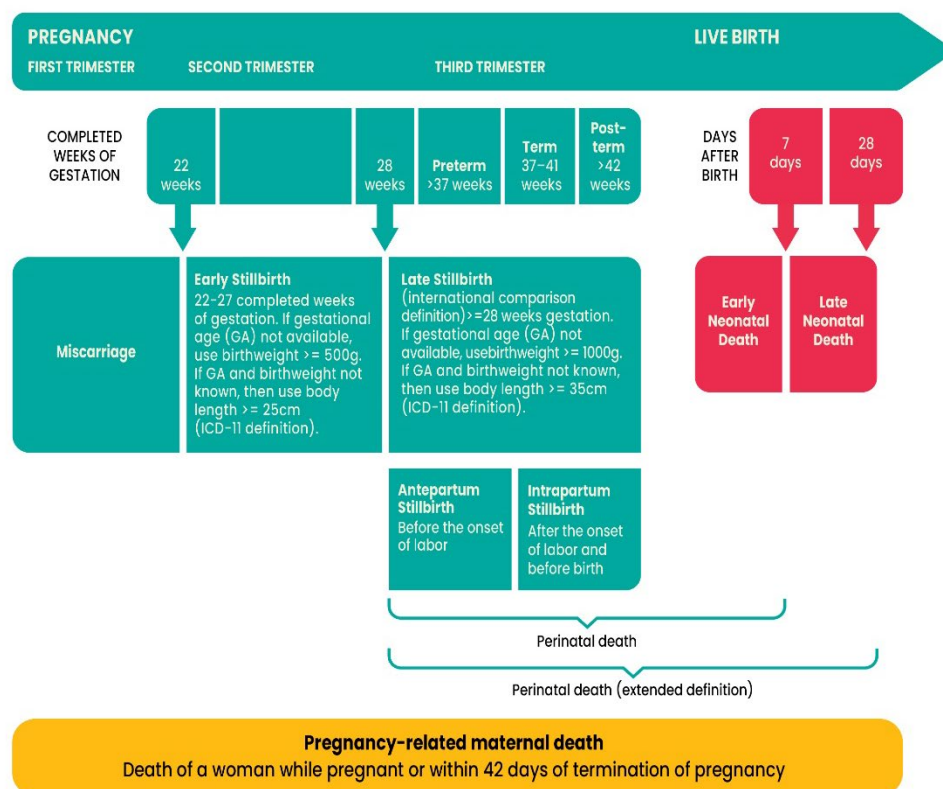 PREGNANCY
LIVE BIRTH
FIRST TRIMESTER
SECOND TRIMESTER
THIRD TRIMESTER
COMPLETED
WEEKS OF
GESTATION
22
weeks
28
weeks
Preterm
>37 weeks
Term
37–41
weeks
Post-
term
>42
weeks
DAYS
AFTER
BIRTH
7
days
28
days
Miscarriage
Early Stillbirth
22-27 completed weeks
of gestation. If gestational
age (GA) not available,
use birthweight >= 500g.
If GA and birthweight not
known, then use body
length >= 25cm
(ICD-11 definition).
Late Stillbirth
(international comparison
definition)>=28 weeks gestation.
If gestational age (GA) not
available, usebirthweight >= 1000g.
If GA and birthweight not known,
then use body length >= 35cm
(ICD-11 definition).
Early
Neonatal
Death
Late
Neonatal
Death
Antepartum
Stillbirth
Before the onset
of labor
Intrapartum
Stillbirth
After the onset
of labor and
before birth
Perinatal death
Perinatal death (extended definition)
Pregnancy-related maternal death
Death of a woman while pregnant or within 42 days of termination of pregnancy